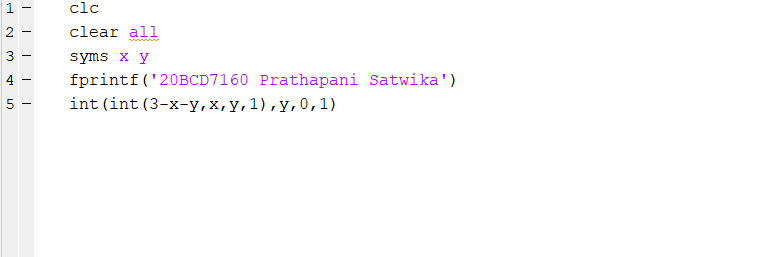 1 - clc
2 - clear all
3 - syms x y
4 - fprintf('20BCD7160 Prathapani Satwika')
5 - int(int(3-x-y,x,y,1),y,0,1)